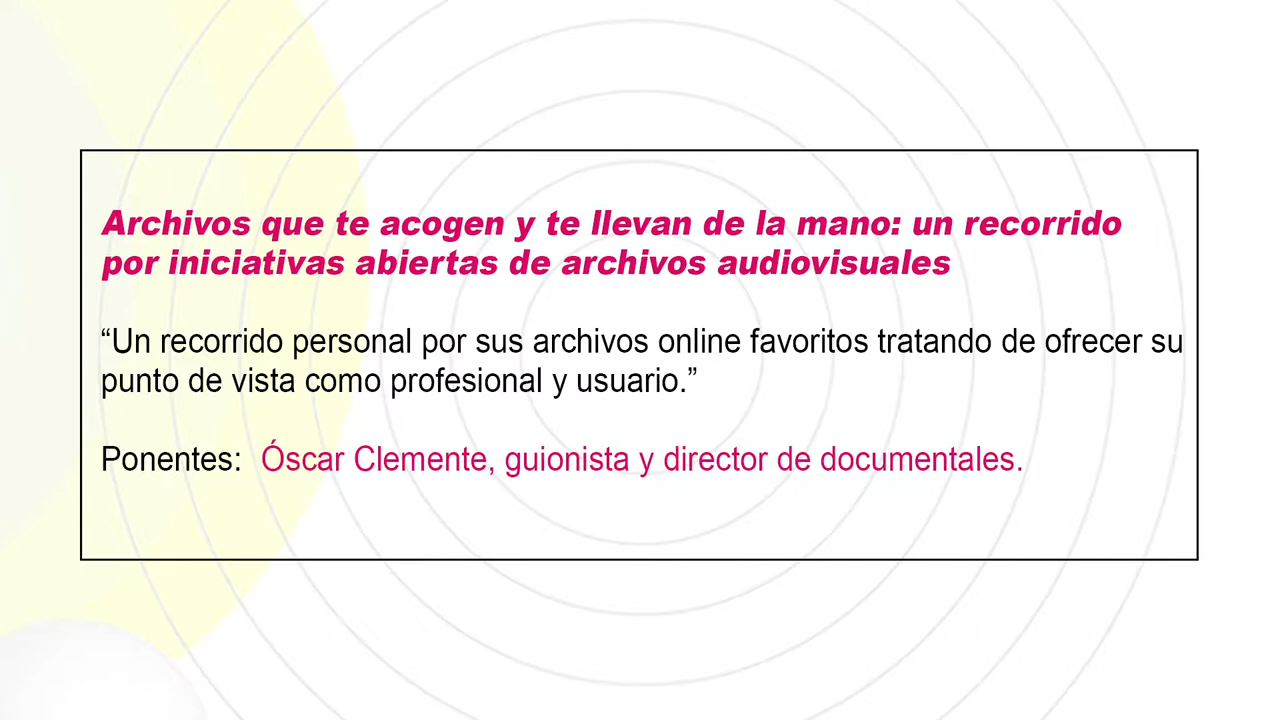 Archivos que te acogen y te llevan de la mano: un recorrido
por iniciativas abiertas de archivos audiovisuales
“Un recorrido personal por sus archivos online favoritos tratando de ofrecer su
punto de vista como profesional y usuario.”
Ponentes: Óscar Clemente, guionista y director de documentales.